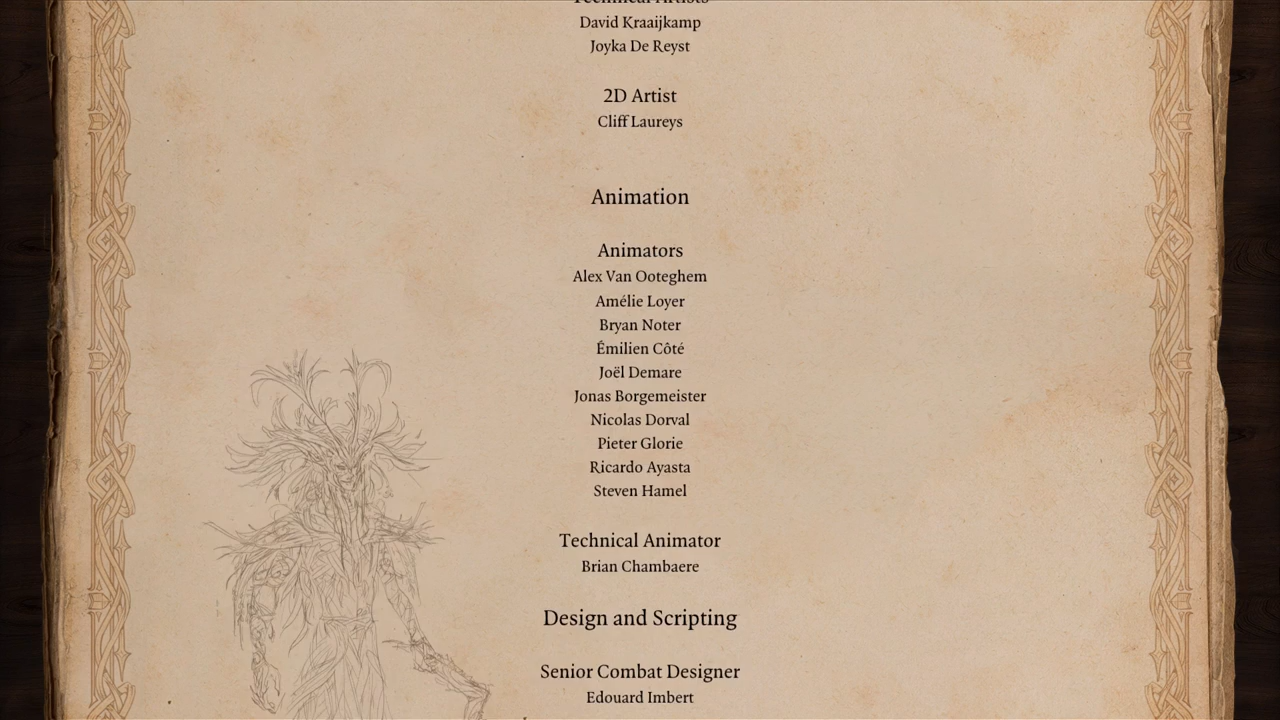 Technical Artists
David Kraaijkamp
Joyka De Reyst
2D Artist
Cliff Laureys
Animation
Animators
Alex Van Ooteghem
Amélie Loyer
Bryan Noter
Émilien Côté
Joël Demare
Jonas Borgemeister
Nicolas Dorval
Pieter Glorie
Ricardo Ayasta
Steven Hamel
Technical Animator
Brian Chambaere
Design and Scripting
Senior Combat Designer
Edouard Imbert